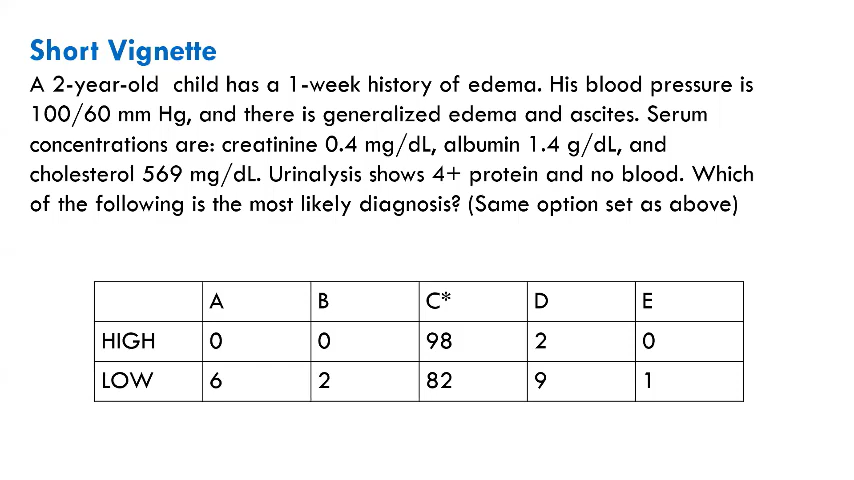 Short Vignette
A 2-year-old child has a 1-week history of edema. His blood pressure is
100/60 mm Hg, and there is generalized edema and ascites. Serum
concentrations are: creatinine 0.4 mg/dL, albumin 1.4 g/dL, and
cholesterol 569 mg/dL. Urinalysis shows 4+ protein and no blood. Which
of the following is the most likely diagnosis? (Same option set as above)
A B C* D E
HIGH 0 0 98 2 0
LOW 6 2 82 9 1